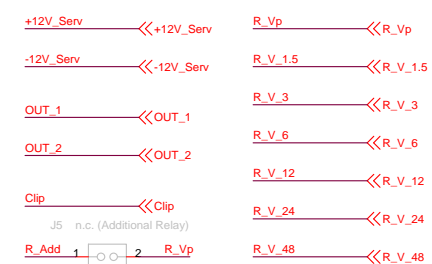 +12V_Serv +12V_Serv
-12V_Serv -12V_Serv
OUT_1 OUT_1
OUT_2 OUT_2
Clip Clip
J5 n.c. (Additional Relay)
R_Add 1 2 R_Vp
R_Vp R_Vp
R_V_1.5 R_V_1.5
R_V_3 R_V_3
R_V_6 R_V_6
R_V_12 R_V_12
R_V_24 R_V_24
R_V_48 R_V_48